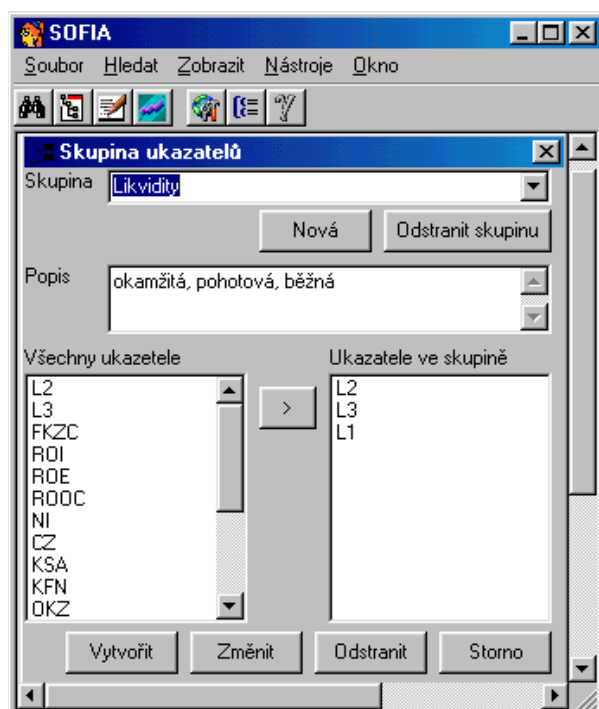 SOFIA
Soubor Hledat Zobrazit Nástroje Okno
Skupina ukazatelů
Skupina Likvidity
Nová Odstranit skupinu
Popis okamžitá, pohotová, běžná
Všechny ukazetele Ukazatele ve skupině
L2 L2
L3 > L3
FKZC L1
ROI
ROE
ROOC
NI
CZ
KSA
KFN
OKZ
Vytvořit Změnit Odstranit Storno